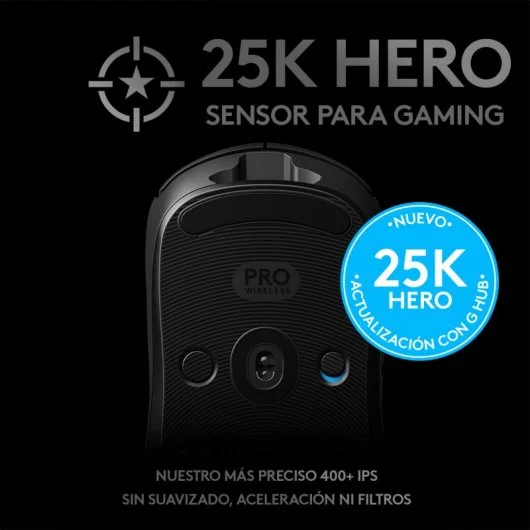 25K HERO
SENSOR PARA GAMING
PRO
WIRELESS
•NUEVO•
25K
HERO
ACTUALIZACIÓN CON G HUB
NUESTRO MÁS PRECISO 400+ IPS
SIN SUAVIZADO, ACELERACIÓN NI FILTROS